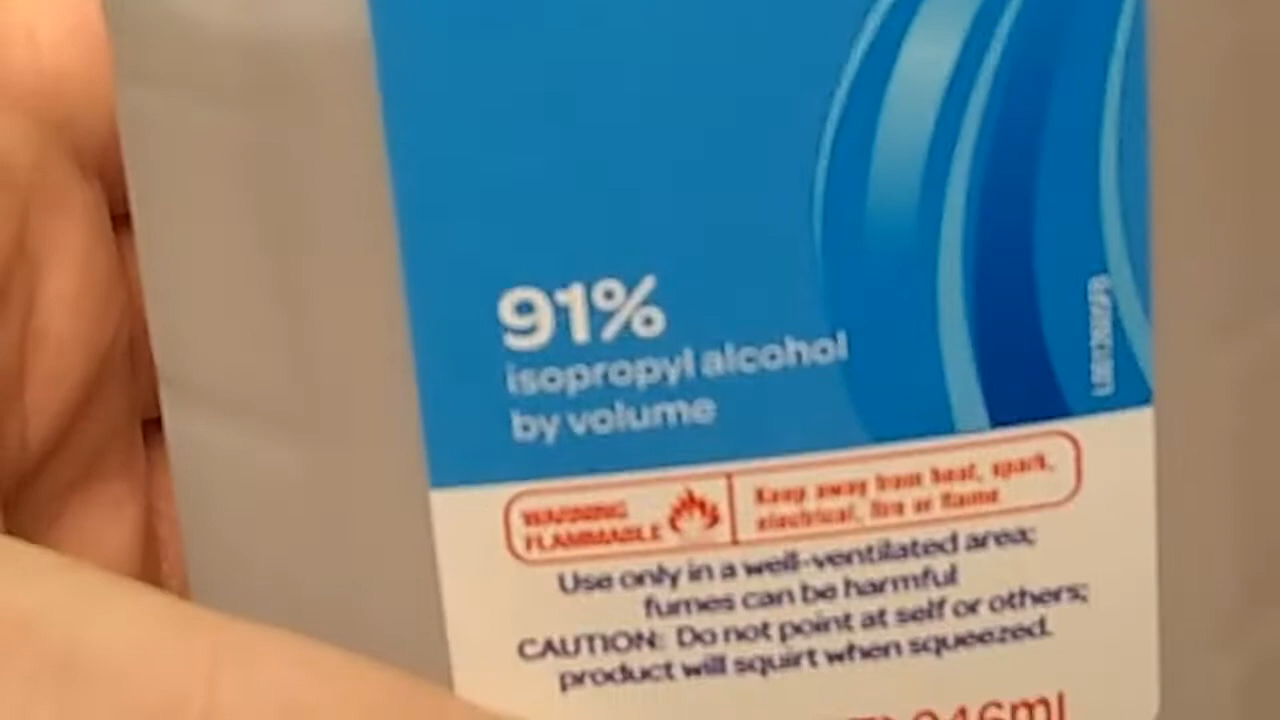 91%
isopropyl alcohol
by volume
WARNING
FLAMMABLE
Keep away from heat, spark,
electrical, fire or flame
Use only in a well-ventilated area;
fumes can be harmful
CAUTION: Do not point at self or others;
product will squirt when squeezed.
946ml